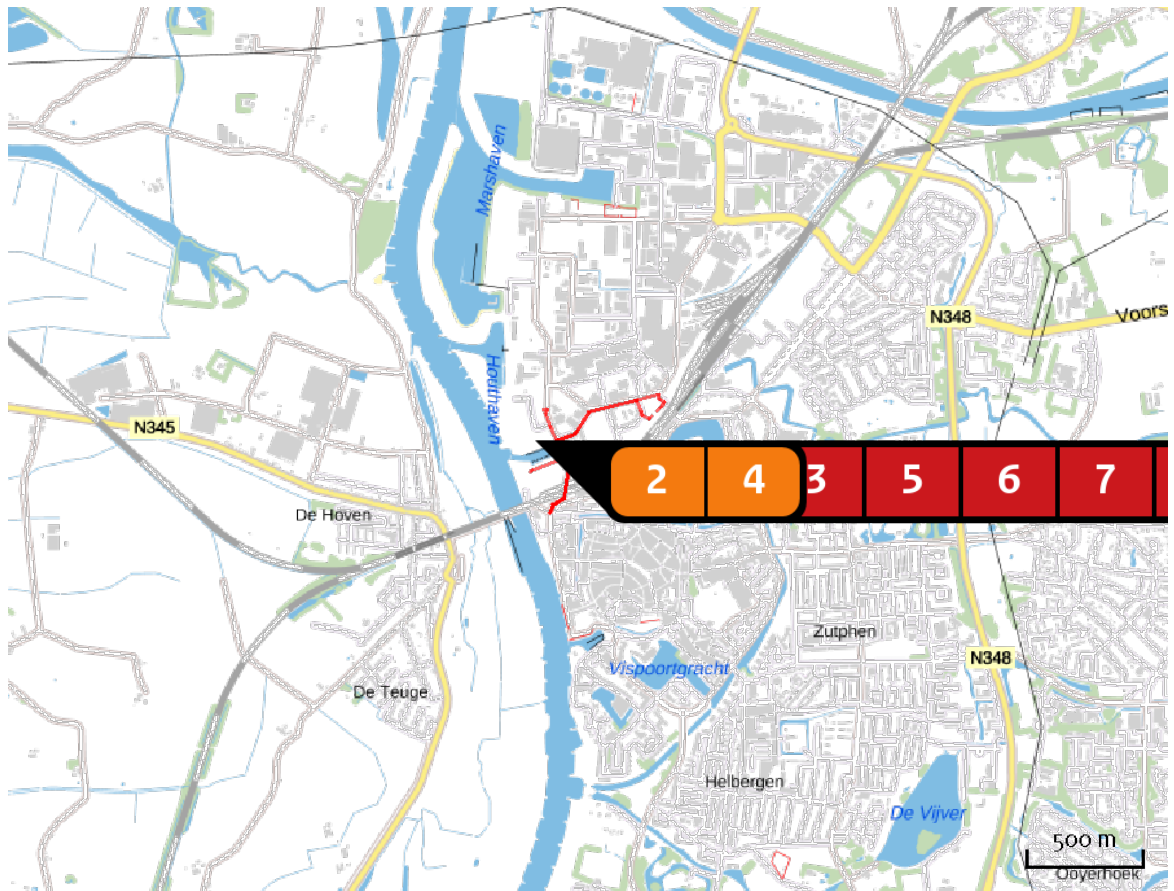 Marshaven
N348
Voors
Houthaven
N345
2 4 3 5 6 7
De Hoven
Zutphen
N348
Vispoortgracht
De Teuge
Helbergen
De Vijver
500 m
Ooyerhoek